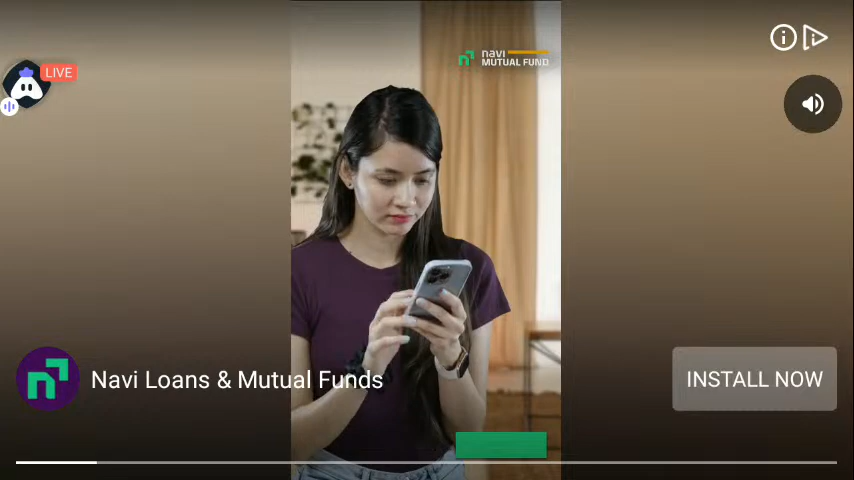 navi
MUTUAL FUND
LIVE
Navi Loans & Mutual Funds
INSTALL NOW